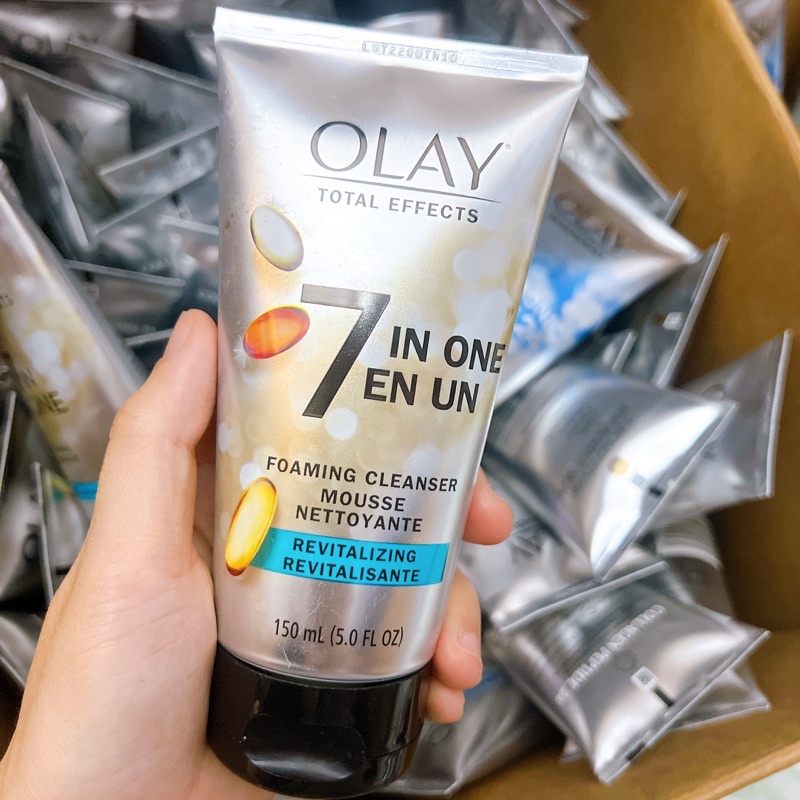 OLAY®
TOTAL EFFECTS
7 IN ONE
EN UN
FOAMING CLEANSER
MOUSSE
NETTOYANTE
REVITALIZING
REVITALISANTE
150 mL (5.0 FL OZ)
OLAY